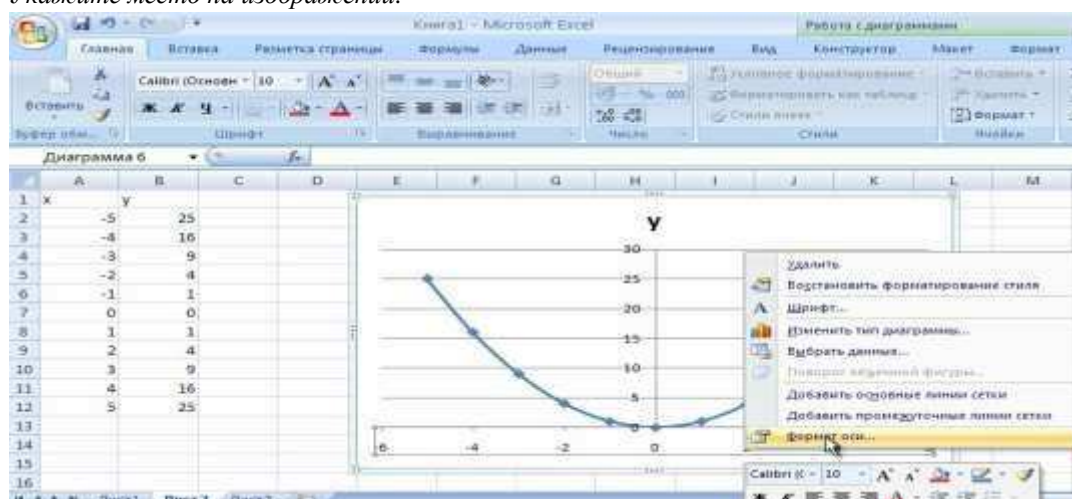 Укажите место на изображении:
Книга1 - Microsoft Excel
Работа с диаграммами
Главная Вставка Разметка страницы Формулы Данные Рецензирование Вид Конструктор Макет Формат
Вставить
Calibri (Основн 10 A A
Ж К Ч
Общий
% 000
Условное форматирование
Форматировать как таблицу
Стили ячеек
Вставить
Удалить
Формат
Шрифт Выравнивание Число Стили Ячейки
Диаграмма 6 fx
A B C D E F G H I J K L M
1 x y
2 -5 25
3 -4 16
4 -3 9
5 -2 4
6 -1 1
7 0 0
8 1 1
9 2 4
10 3 9
11 4 16
12 5 25
13
14
15
16
y
30
25
20
15
10
5
0
-6 -4 -2 0
Удалить
Восстановить форматирование стиля
Шрифт...
Изменить тип диаграммы...
Выбрать данные...
Поворот объемной фигуры...
Добавить основные линии сетки
Добавить промежуточные линии сетки
Формат оси...
Calibri (С 10 A A
Ж К